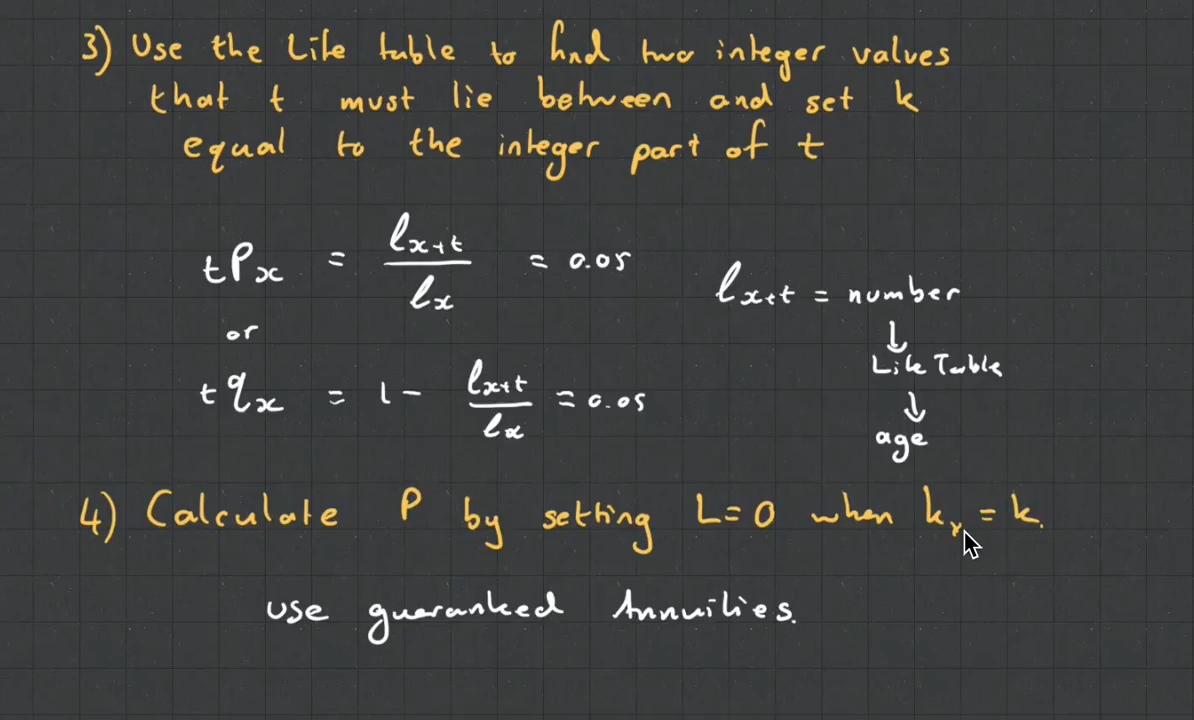 3) Use the Life table to find two integer values
that t must lie between and set k
equal to the integer part of t
tPx = lx+t / lx = 0.05
lx+t = number
↓
or
Life Table
tqx = 1 - lx+t / lx = 0.05
↓
age
4) Calculate P by setting L=0 when kx = k.
use guaranteed Annuities.